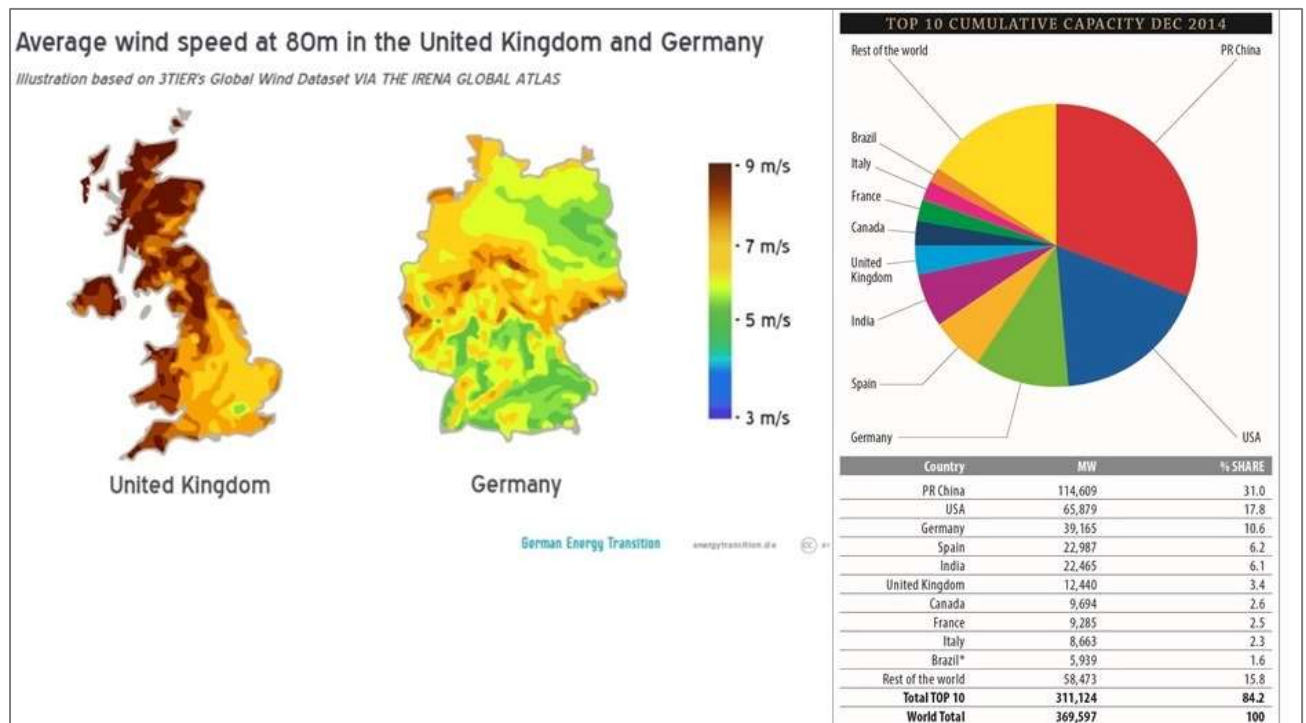 Average wind speed at 80m in the United Kingdom and Germany
Illustration based on 3TIER's Global Wind Dataset VIA THE IRENA GLOBAL ATLAS
9 m/s
7 m/s
5 m/s
3 m/s
United Kingdom
Germany
German Energy Transition energytransition.de cc BY
TOP 10 CUMULATIVE CAPACITY DEC 2014
Rest of the world
PR China
Brazil
Italy
France
Canada
United
Kingdom
India
Spain
Germany
USA
Country MW % SHARE
PR China 114,609 31.0
USA 65,879 17.8
Germany 39,165 10.6
Spain 22,987 6.2
India 22,465 6.1
United Kingdom 12,440 3.4
Canada 9,694 2.6
France 9,285 2.5
Italy 8,663 2.3
Brazil* 5,939 1.6
Rest of the world 58,473 15.8
Total TOP 10 311,124 84.2
World Total 369,597 100